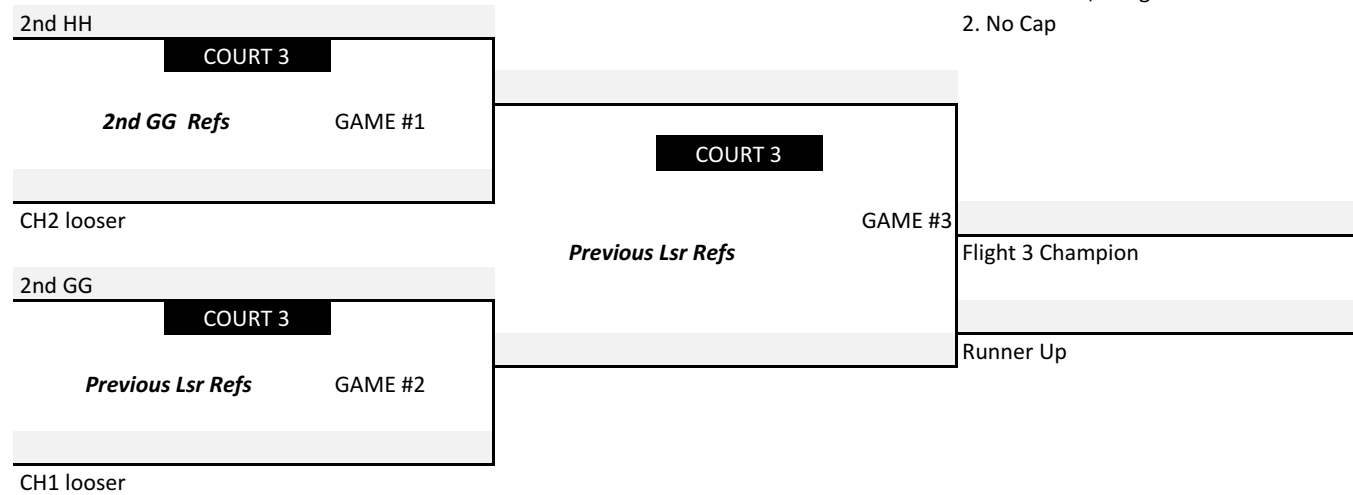 2nd HH
2. No Cap
COURT 3
2nd GG Refs GAME #1
COURT 3
CH2 looser
GAME #3
Previous Lsr Refs
Flight 3 Champion
2nd GG
COURT 3
Runner Up
Previous Lsr Refs GAME #2
CH1 looser